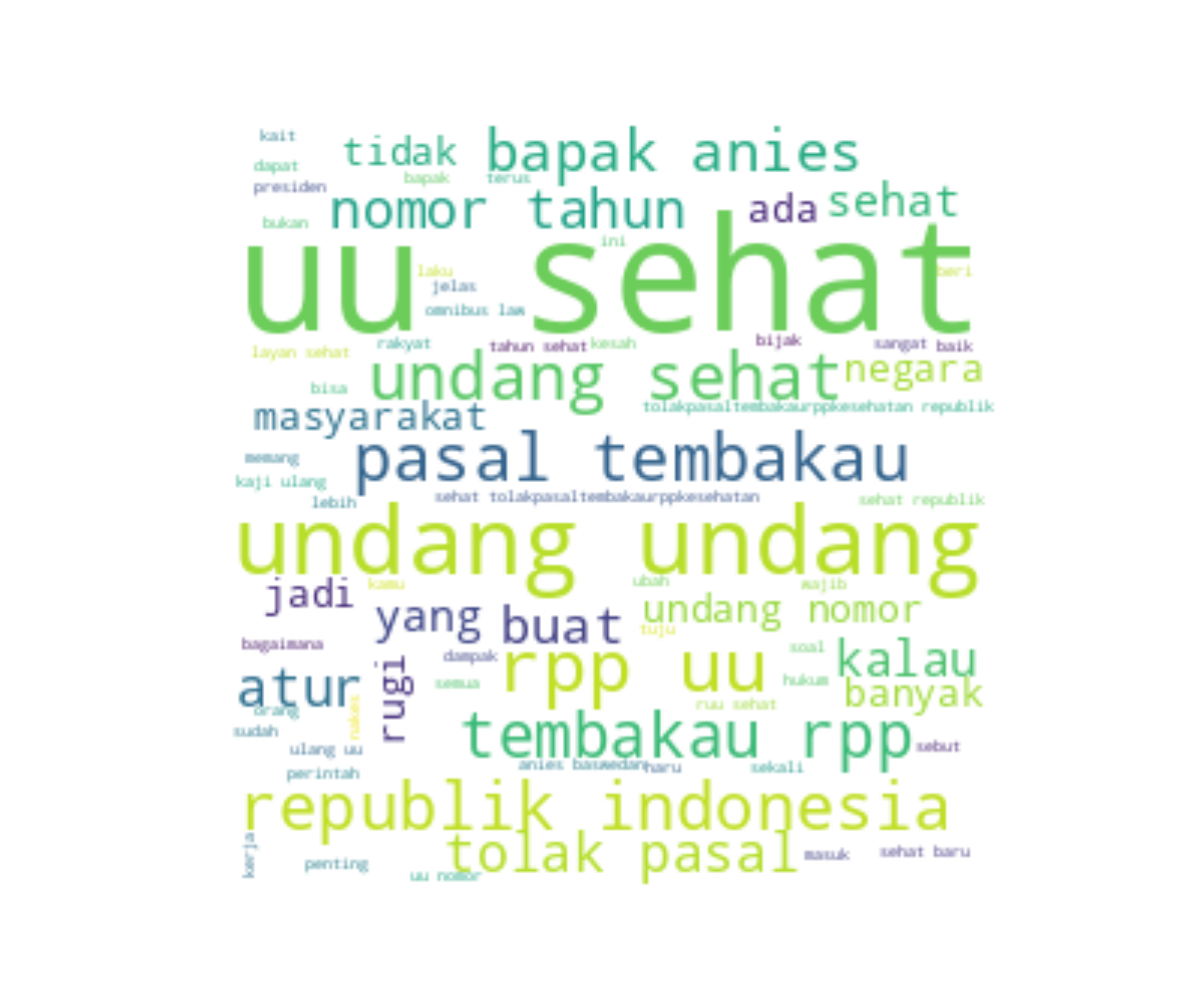 kait
tidak
bapak anies
dapat
presiden
bapak
terus
nomor tahun
ada
sehat
bukan
uu sehat
ini
laku
beri
jelas
omnibus law
layan sehat
rakyat
tahun sehat
kesah
bijak
sangat
baik
undang sehat
negara
bisa
masyarakat
tolakpasaltembakaurppkesehatan republik
memang
pasal tembakau
kaji ulang
lebih
sehat tolakpasaltembakaurppkesehatan
sehat republik
undang undang
jadi
kamu
ubah
wajib
yang
buat
undang nomor
tuju
bagaimana
dampak
rpp uu
soal
kalau
atur
rugi
semua
hukum
banyak
orang
nakes
ruu sehat
sudah
ulang uu
tembakau rpp
sebut
perintah
anies baswedan
haru
sekali
republik indonesia
kerja
tolak pasal
masuk
sehat baru
penting
uu nomor